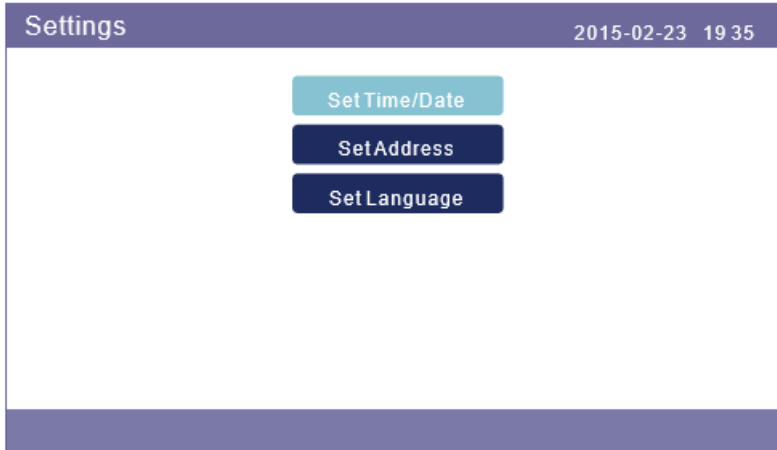 Settings
2015-02-23 19 35
Set Time/Date
Set Address
Set Language